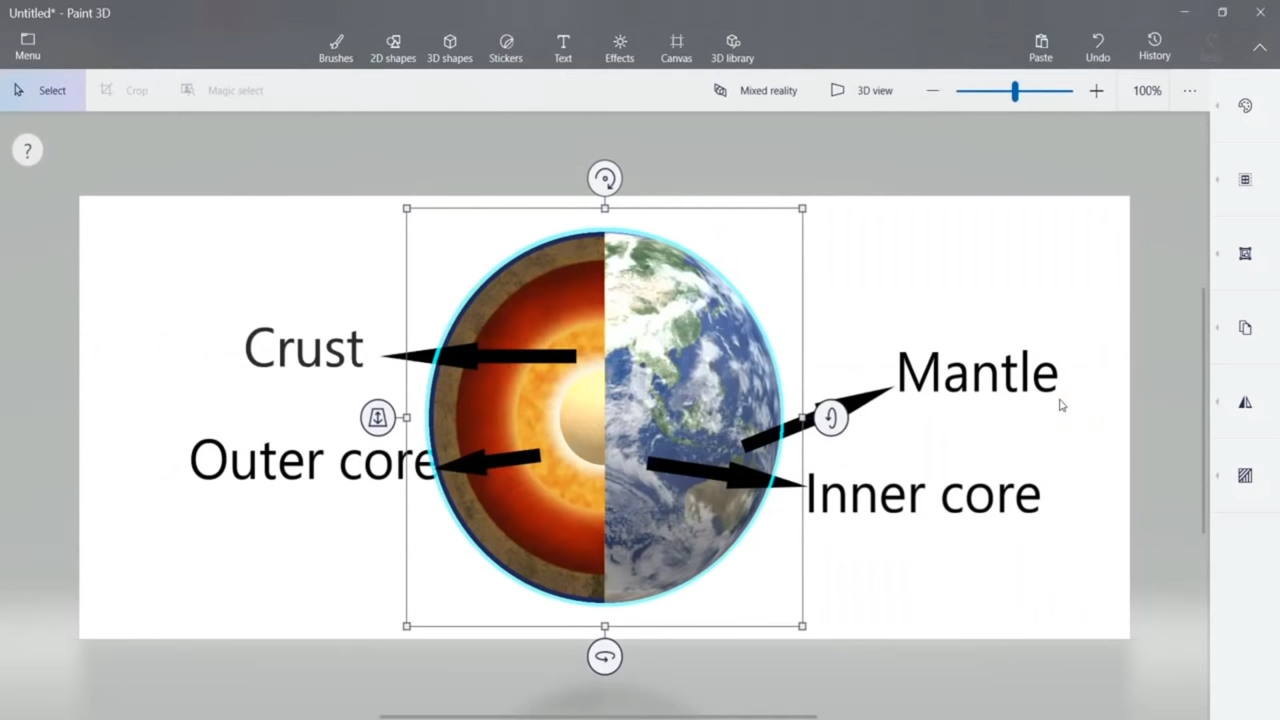 Untitled* - Paint 3D
Menu
Brushes
2D shapes
3D shapes
Stickers
Text
Effects
Canvas
3D library
Paste
Undo
History
Select
Crop
Magic select
Mixed reality
3D view
100%
?
Crust
Mantle
Outer core
Inner core